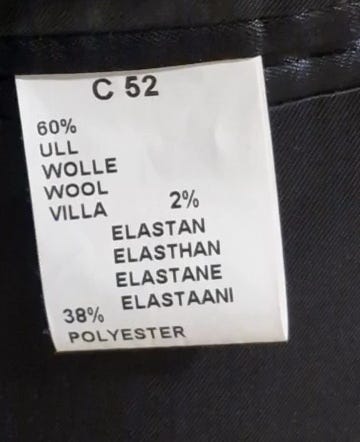 C 52
60%
ULL
WOLLE
WOOL
VILLA
2%
ELASTAN
ELASTHAN
ELASTANE
ELASTAANI
38%
POLYESTER